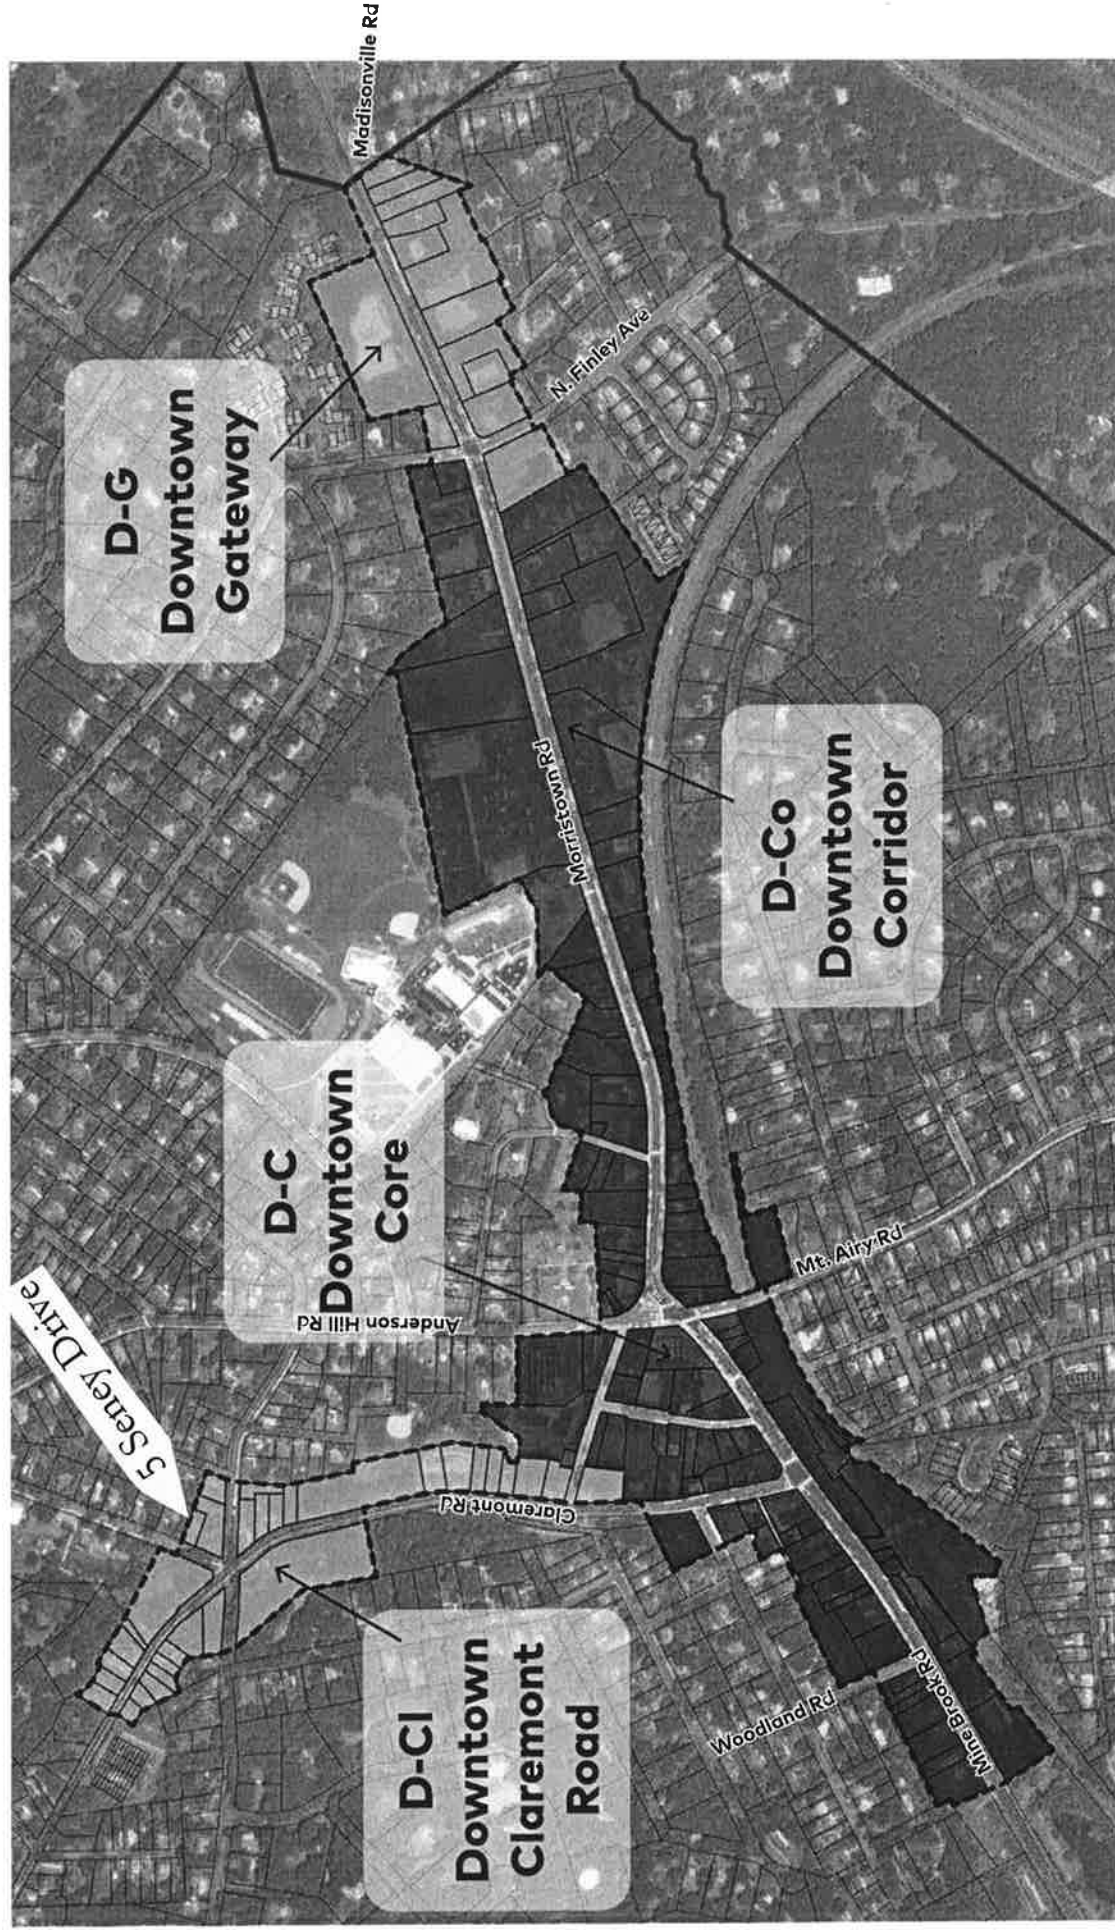 5 Seney Drive
D-Cl
Downtown
Claremont
Road
D-C
Downtown
Core
D-G
Downtown
Gateway
D-Co
Downtown
Corridor
Claremont Rd
Anderson Hill Rd
Morristown Rd
Madisonville Rd
N. Finley Ave
Mt. Airy Rd
Woodland Rd
Mine Brook Rd